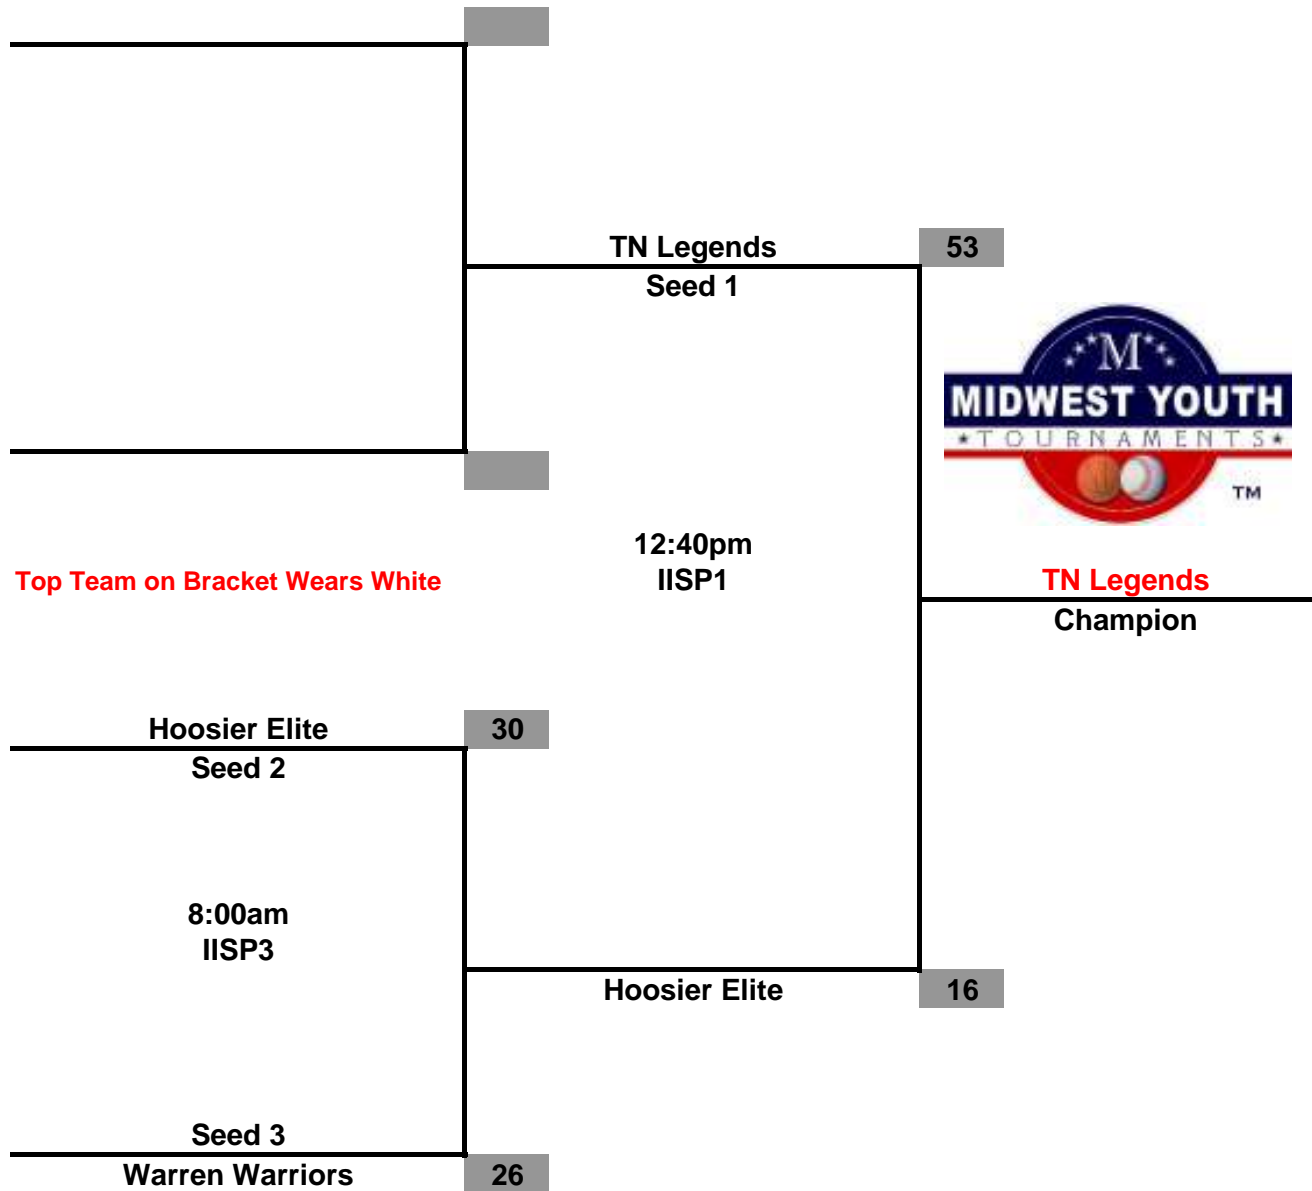 TN Legends
53
Seed 1
M
MIDWEST YOUTH
TOURNAMENTS
TM
12:40pm
IISP1
Top Team on Bracket Wears White
TN Legends
Champion
Hoosier Elite
30
Seed 2
8:00am
IISP3
Hoosier Elite
16
Seed 3
Warren Warriors
26